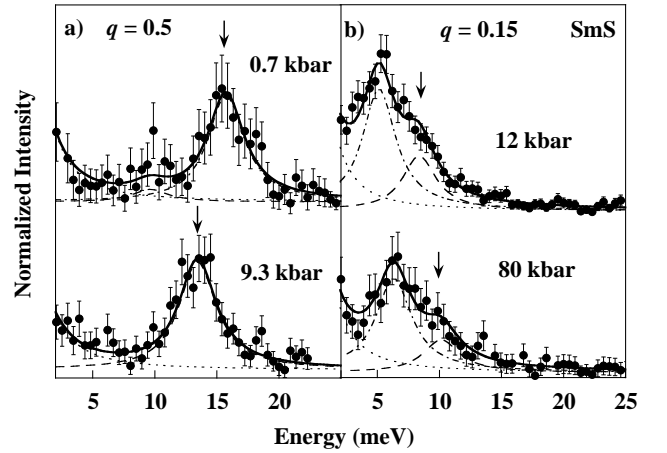 a) q = 0.5
0.7 kbar
9.3 kbar
b) q = 0.15 SmS
12 kbar
80 kbar
Normalized Intensity
5 10 15 20
5 10 15 20 25
Energy (meV)